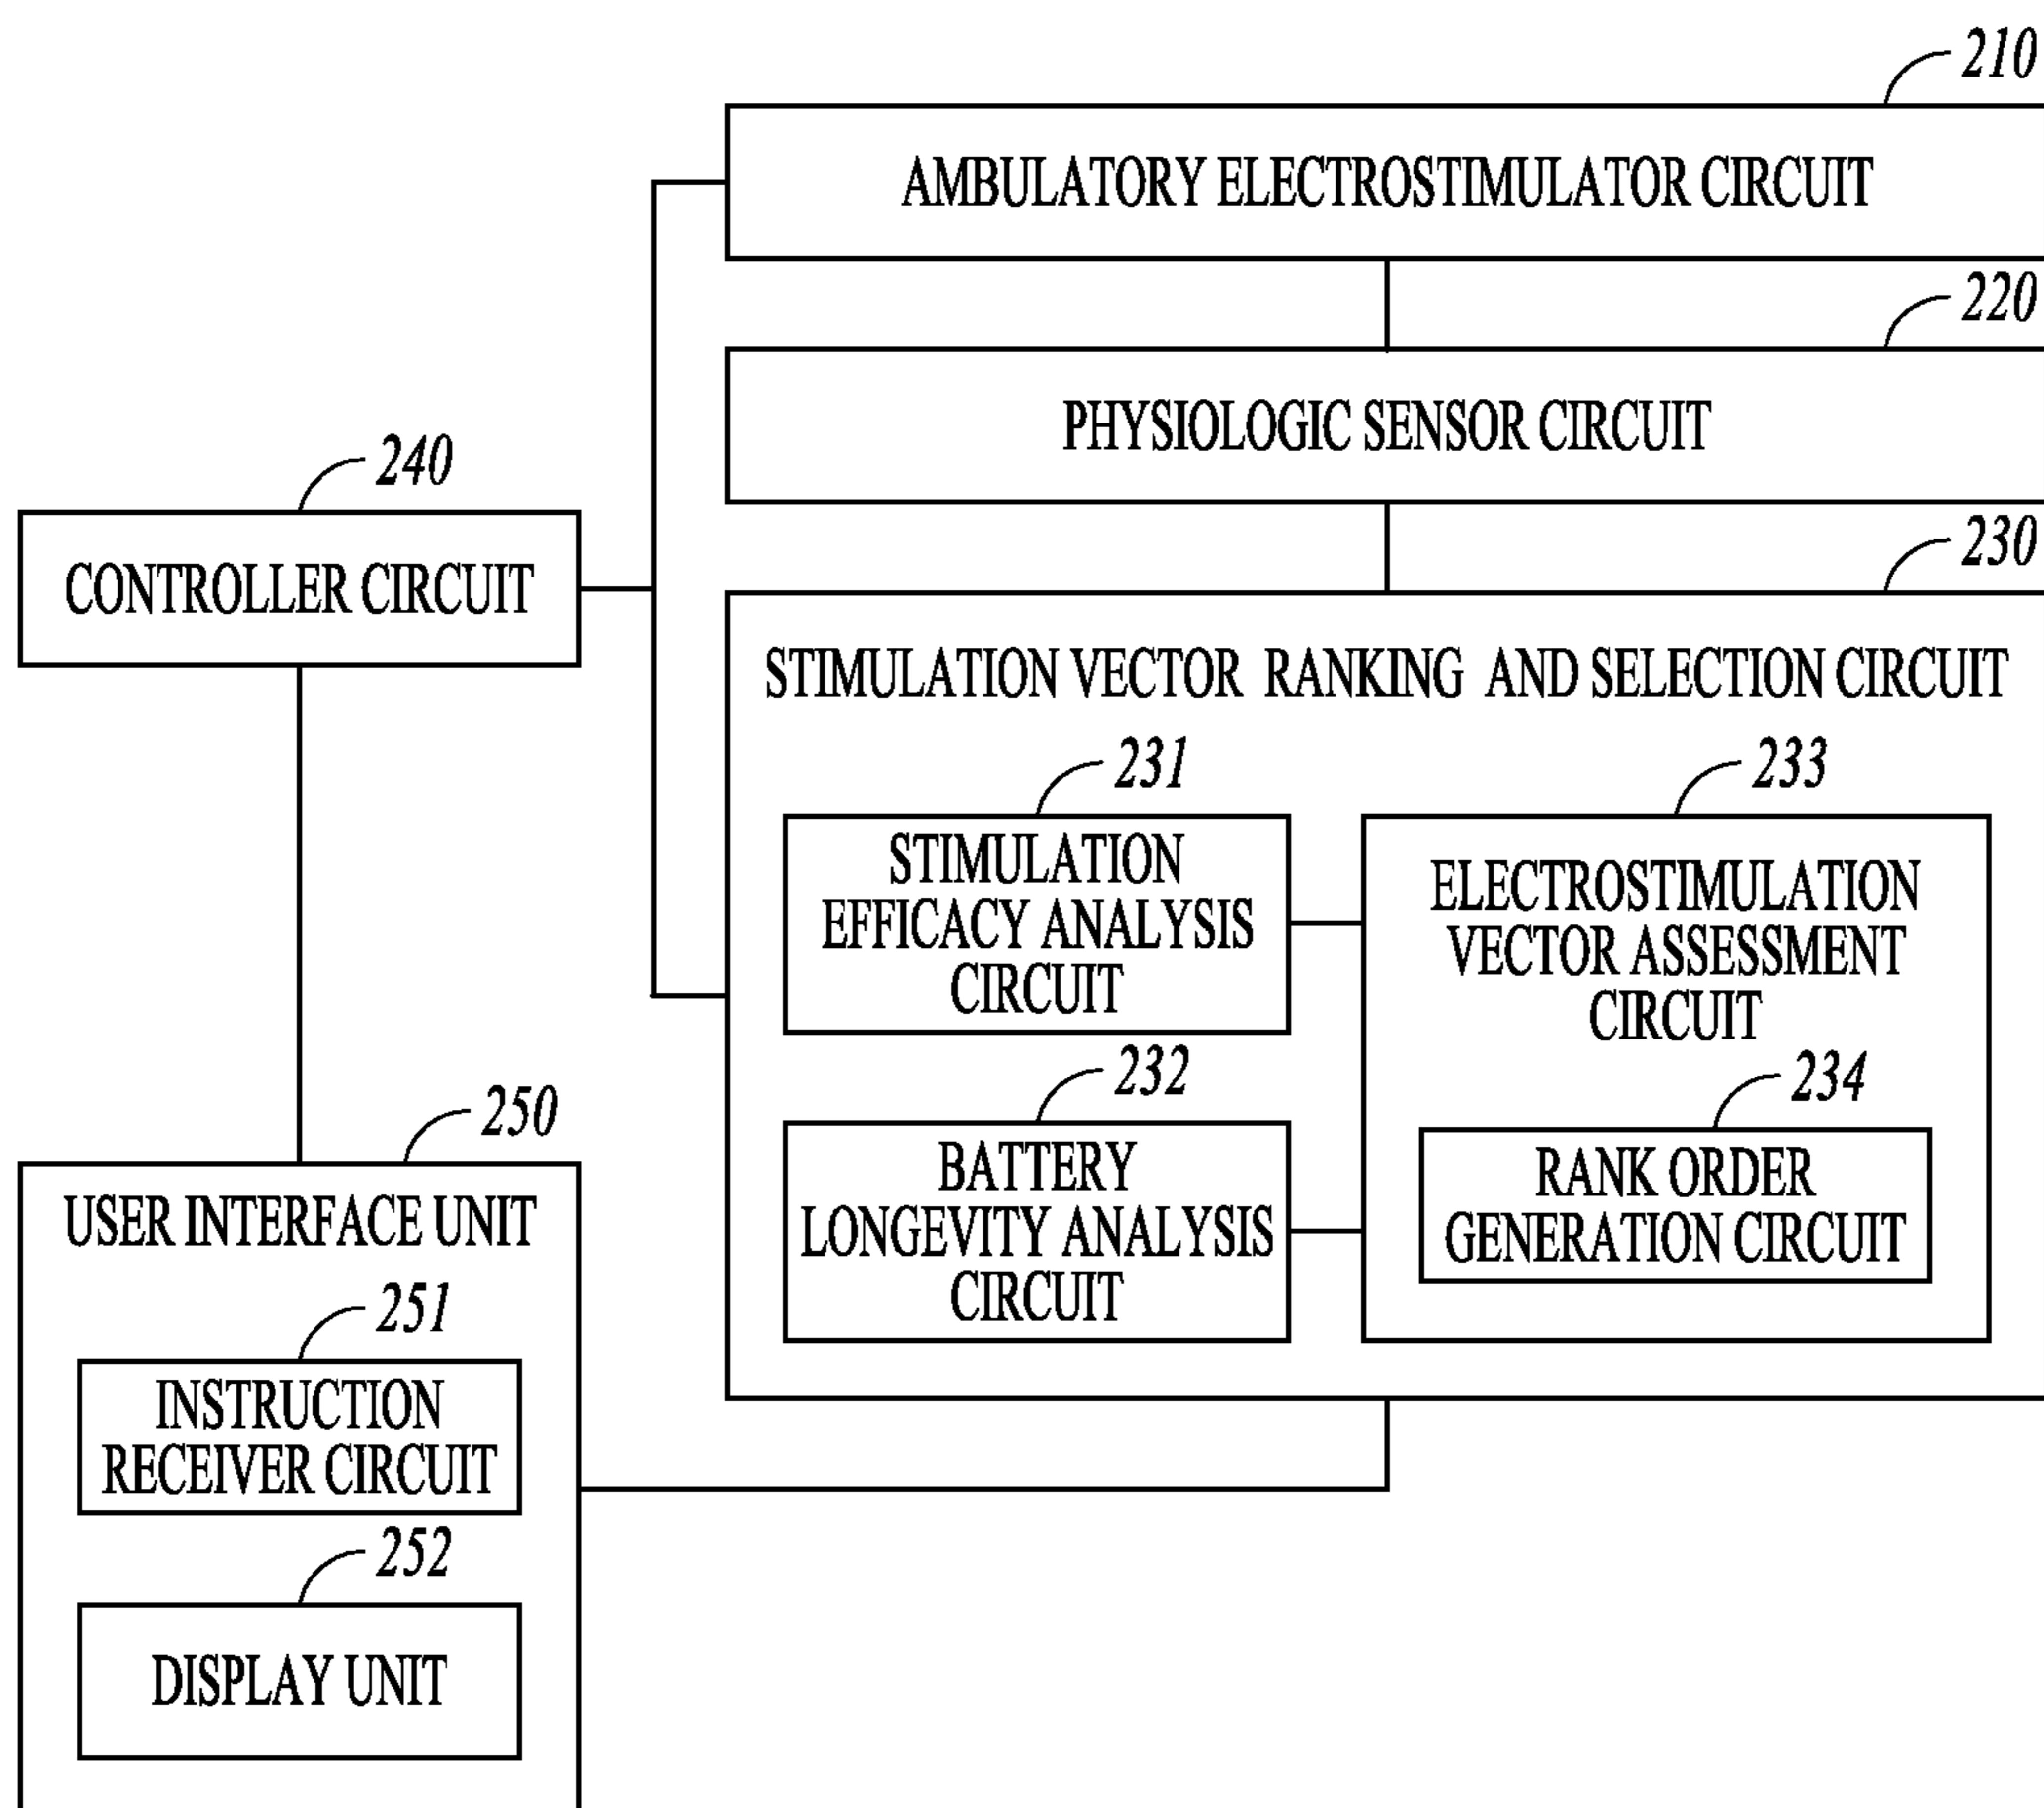 210
AMBULATORY ELECTROSTIMULATOR CIRCUIT
220
PHYSIOLOGIC SENSOR CIRCUIT
240
CONTROLLER CIRCUIT
230
STIMULATION VECTOR RANKING AND SELECTION CIRCUIT
231
STIMULATION
EFFICACY ANALYSIS
CIRCUIT
233
ELECTROSTIMULATION
VECTOR ASSESSMENT
CIRCUIT
232
BATTERY
LONGEVITY ANALYSIS
CIRCUIT
234
RANK ORDER
GENERATION CIRCUIT
250
USER INTERFACE UNIT
251
INSTRUCTION
RECEIVER CIRCUIT
252
DISPLAY UNIT